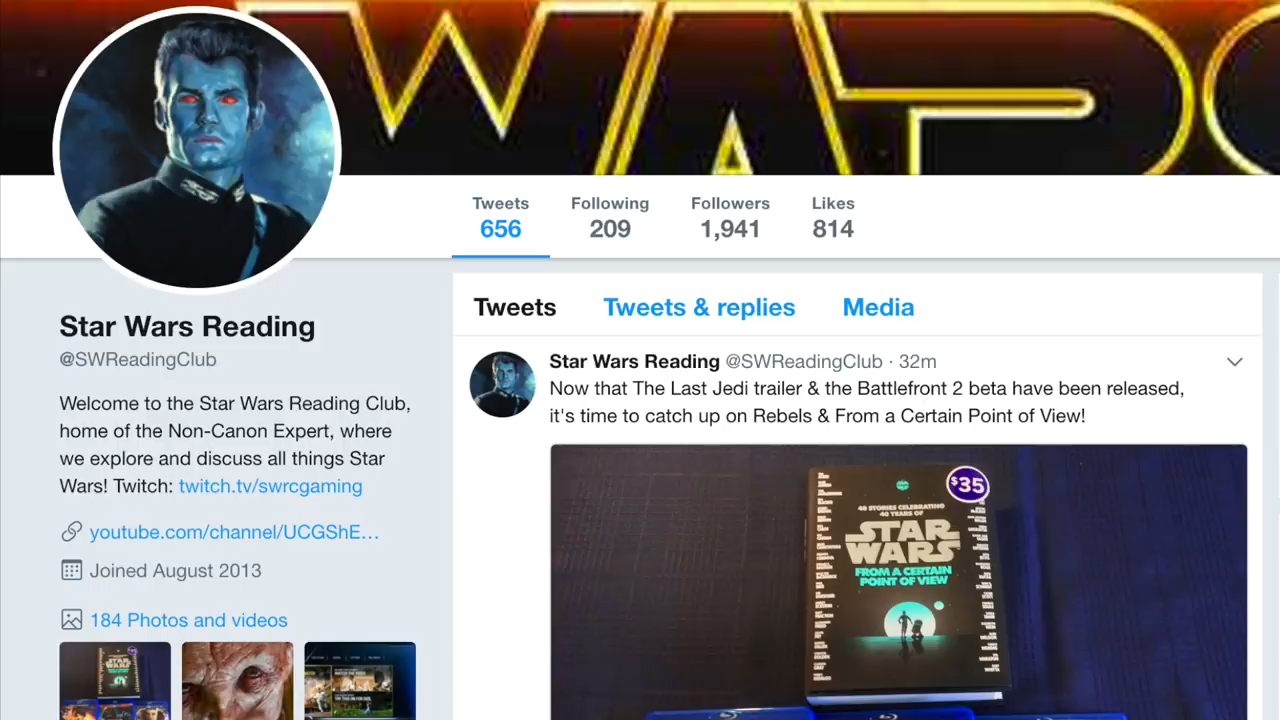 WARS
Tweets Following Followers Likes
656 209 1,941 814
Star Wars Reading
@SWReadingClub
Welcome to the Star Wars Reading Club,
home of the Non-Canon Expert, where
we explore and discuss all things Star
Wars! Twitch: twitch.tv/swrcgaming
youtube.com/channel/UCGShE…
Joined August 2013
184 Photos and videos
Tweets Tweets & replies Media
Star Wars Reading @SWReadingClub · 32m
Now that The Last Jedi trailer & the Battlefront 2 beta have been released,
it's time to catch up on Rebels & From a Certain Point of View!
$35
40 STORIES CELEBRATING
40 YEARS OF
STAR
WARS
FROM A CERTAIN
POINT OF VIEW